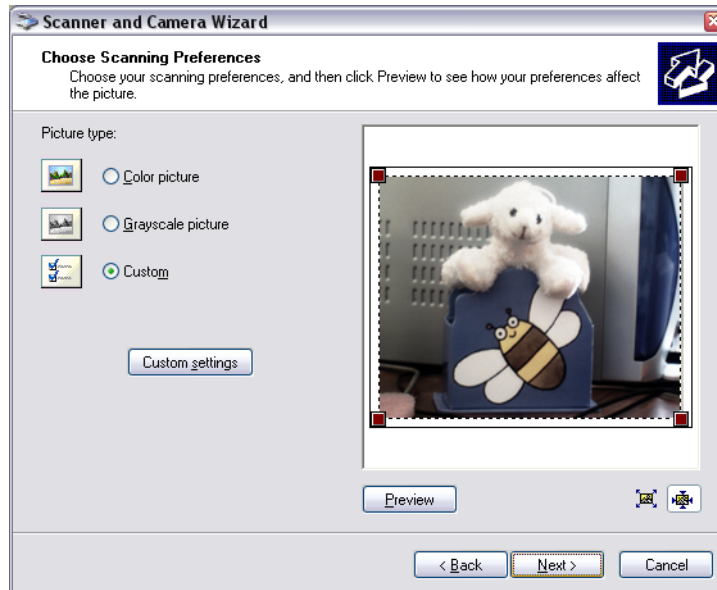 Scanner and Camera Wizard
Choose Scanning Preferences
Choose your scanning preferences, and then click Preview to see how your preferences affect
the picture.
Picture type:
Color picture
Grayscale picture
Custom
Custom settings
Preview
< Back
Next >
Cancel